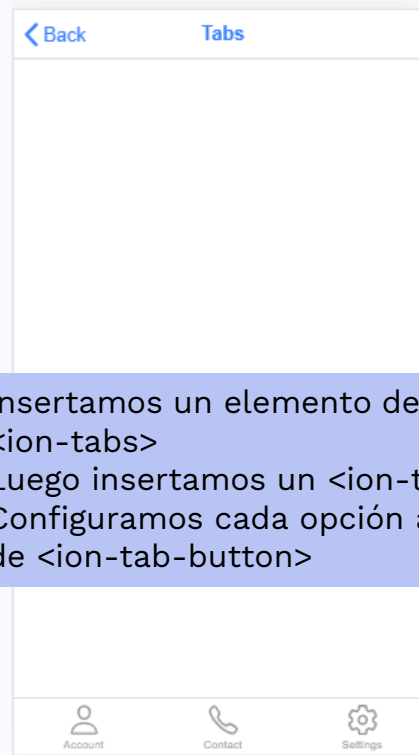 Back
Tabs
nsertamos un elemento de
<ion-tabs>
Luego insertamos un <ion-t
Configuramos cada opción a
de <ion-tab-button>
Account
Contact
Settings